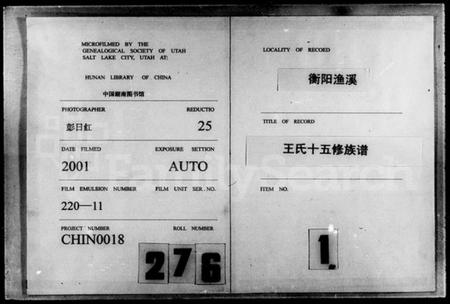 MICROFILMED BY THE
GENEALOGICAL SOCIETY OF UTAH
SALT LAKE CITY, UTAH AT:
HUNAN LIBRARY OF CHINA
中国湖南图书馆
PHOTOGRAPHER REDUCTIO
彭日虹 25
DATE FILMED EXPOSURE SETTION
2001 AUTO
FILM EMULSION NUMBER FILM UNIT SER. NO.
220—11
PROJECT NUMBER ROLL NUMBER
CHIN0018 276
LOCALITY OF RECORD
衡阳渔溪
TITLE OF RECORD
王氏十五修族谱
ITEM NO.
1
FamilySearch